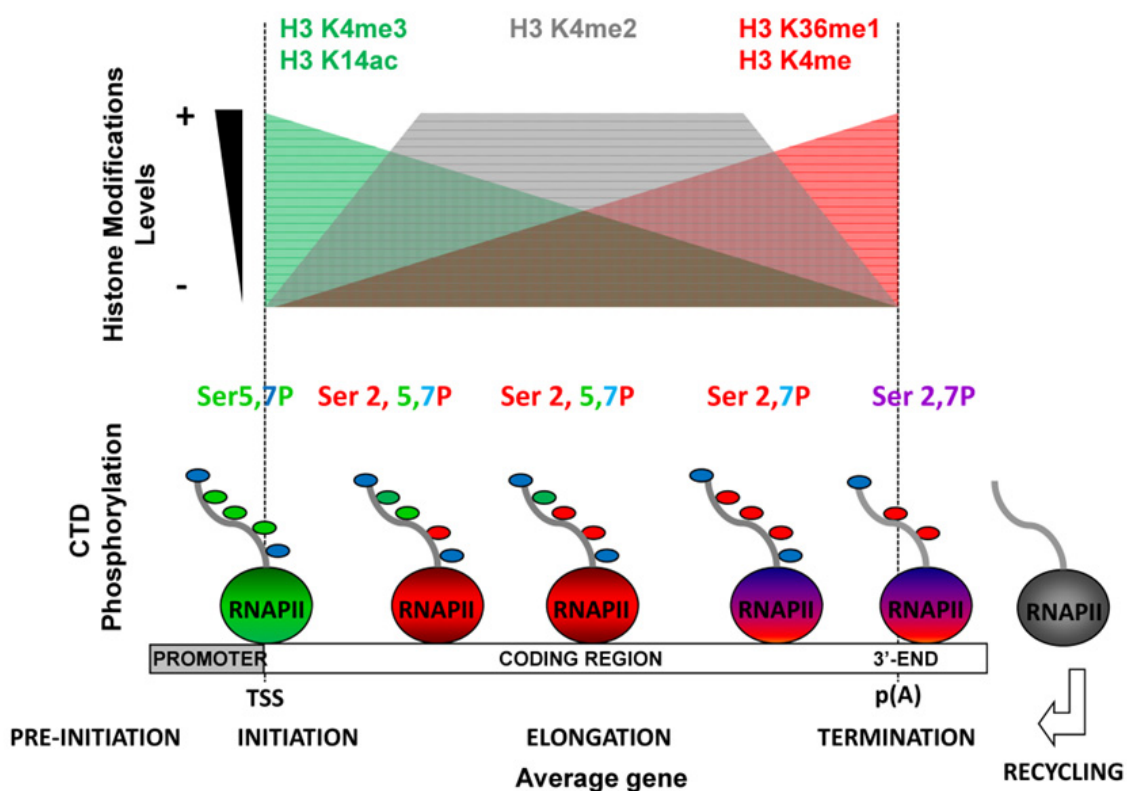 H3 K4me3 H3 K4me2 H3 K36me1
H3 K14ac H3 K4me
Histone Modifications
Levels
+
-
Ser5,7P Ser 2, 5,7P Ser 2, 5,7P Ser 2,7P Ser 2,7P
CTD
Phosphorylation
RNAPII RNAPII RNAPII RNAPII RNAPII RNAPII
PROMOTER CODING REGION 3’-END
TSS p(A)
PRE-INITIATION INITIATION ELONGATION TERMINATION
RECYCLING
Average gene